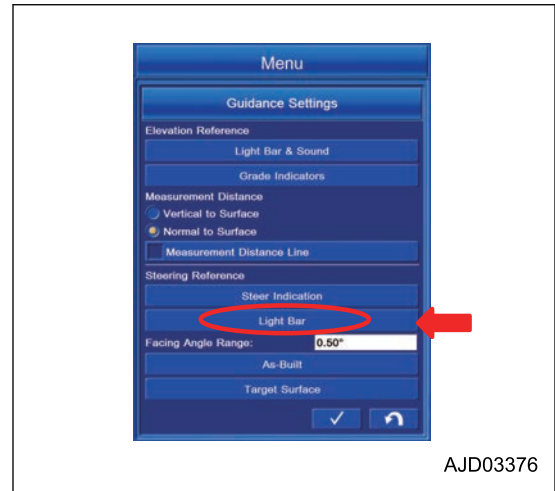 Menu
Guidance Settings
Elevation Reference
Light Bar & Sound
Grade Indicators
Measurement Distance
Vertical to Surface
Normal to Surface
Measurement Distance Line
Steering Reference
Steer Indication
Light Bar
Facing Angle Range: 0.50°
As-Built
Target Surface
AJD03376